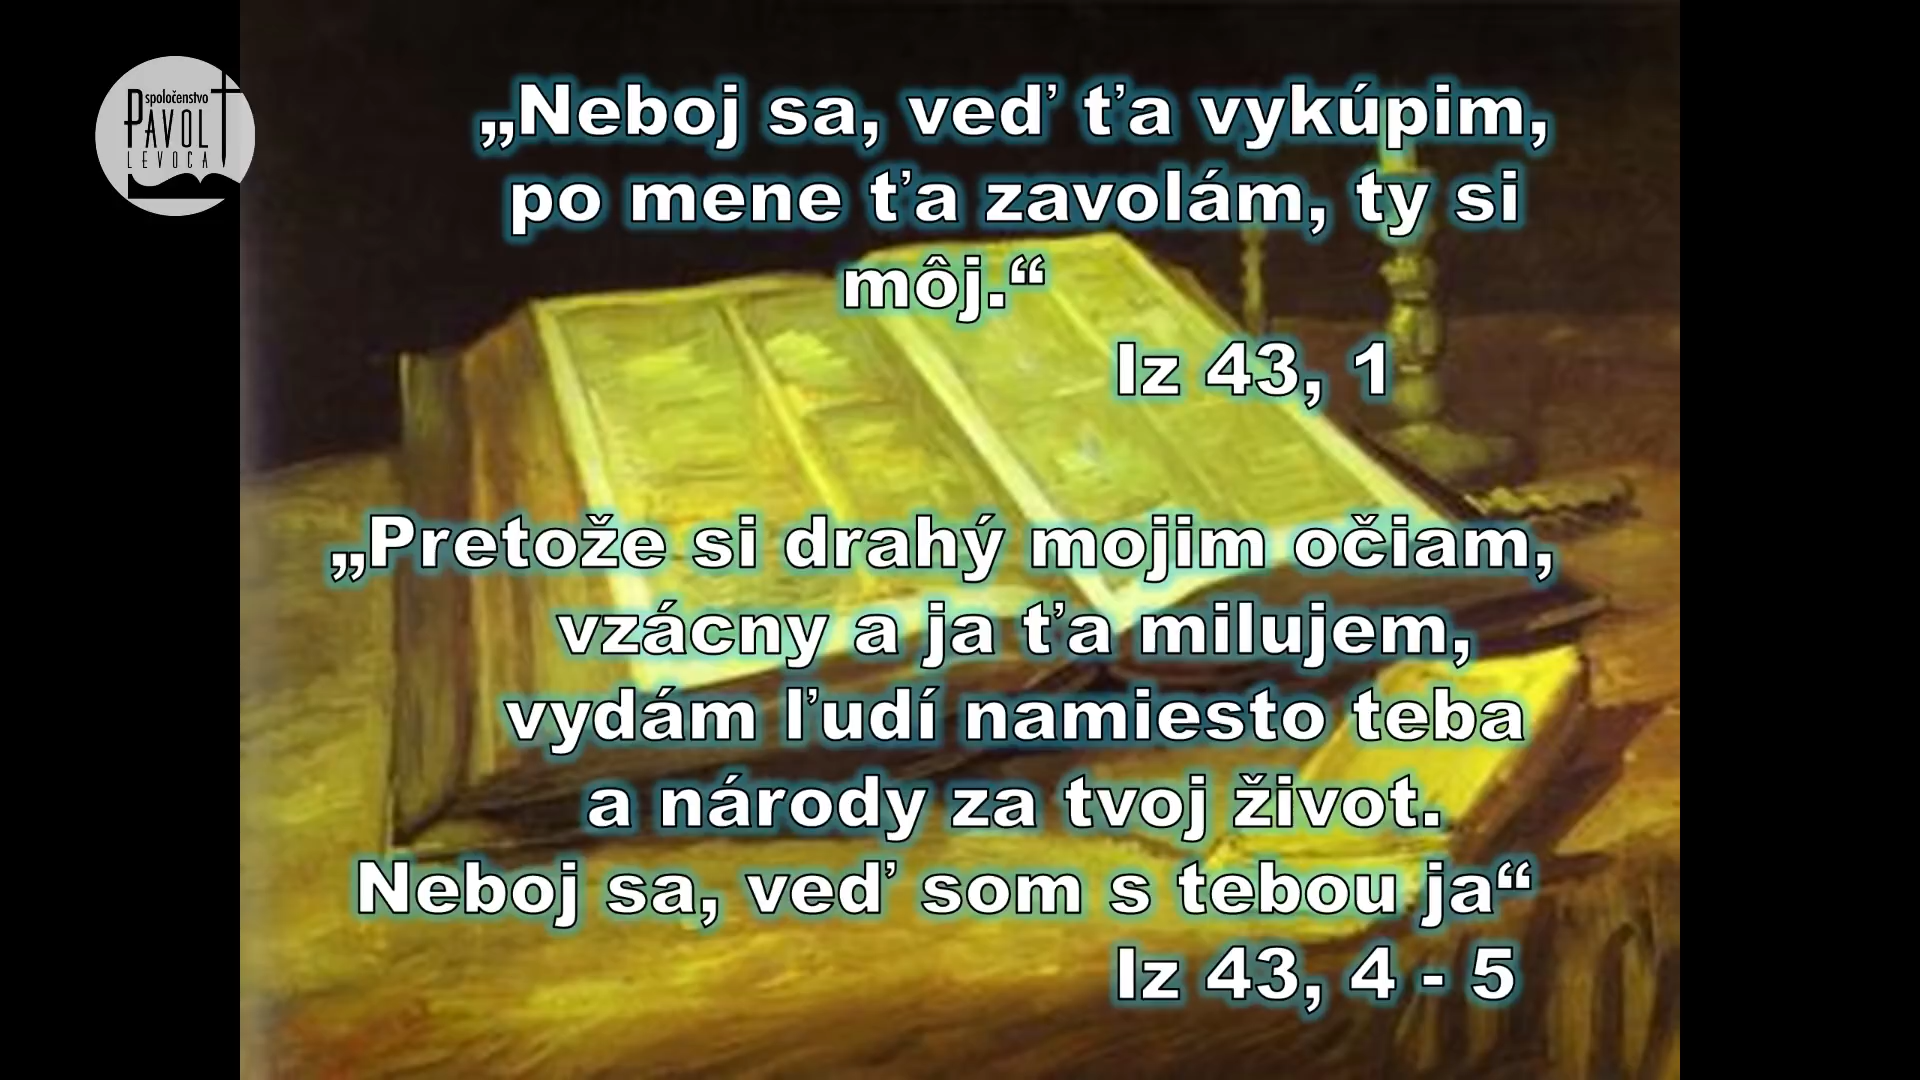 spoločenstvo
PAVOL
LEVOČA
„Neboj sa, veď ťa vykúpim,
po mene ťa zavolám, ty si
môj.“
Iz 43, 1
„Pretože si drahý mojim očiam,
vzácny a ja ťa milujem,
vydám ľudí namiesto teba
a národy za tvoj život.
Neboj sa, veď som s tebou ja“
Iz 43, 4 - 5